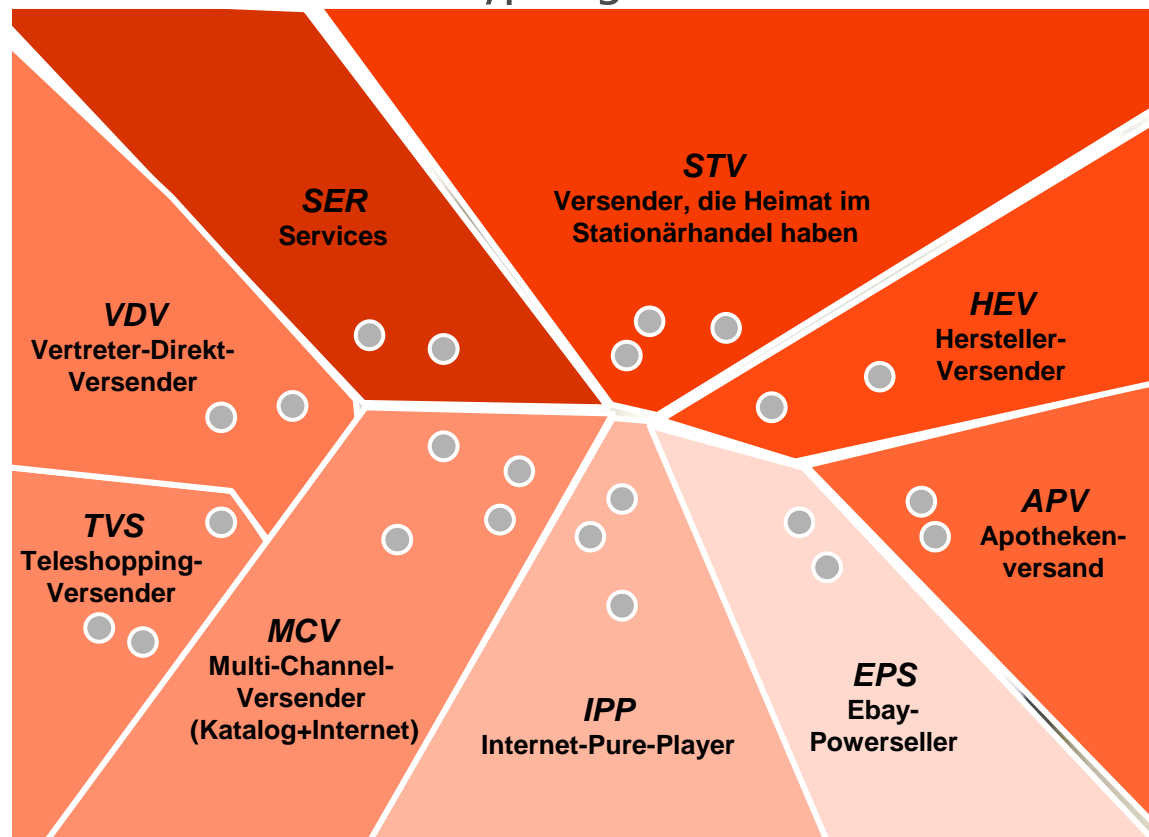 STV
Versender, die Heimat im
Stationärhandel haben
SER
Services
HEV
Hersteller-
Versender
VDV
Vertreter-Direkt-
Versender
APV
Apotheken-
versand
TVS
Teleshopping-
Versender
MCV
Multi-Channel-
Versender
(Katalog+Internet)
IPP
Internet-Pure-Player
EPS
Ebay-
Powerseller